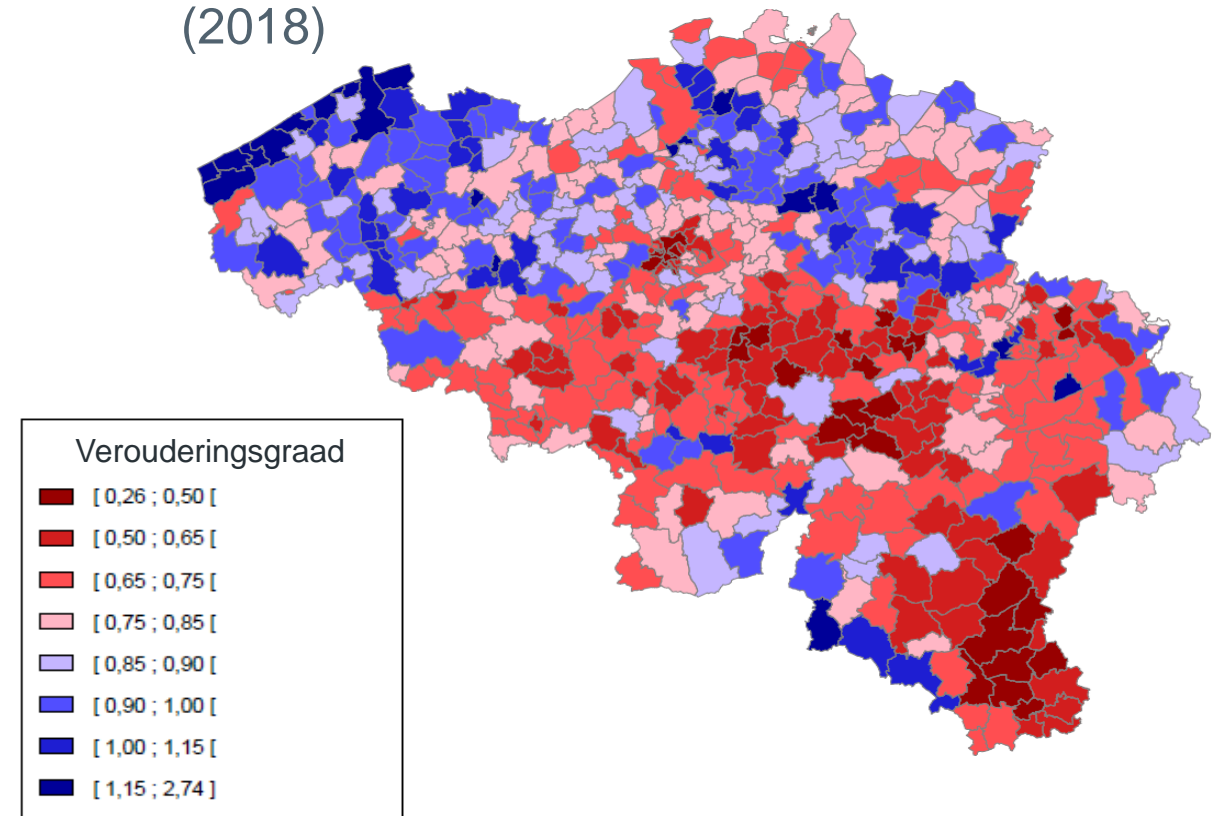 (2018)
Verouderingsgraad
[ 0,26 ; 0,50 [
[ 0,50 ; 0,65 [
[ 0,65 ; 0,75 [
[ 0,75 ; 0,85 [
[ 0,85 ; 0,90 [
[ 0,90 ; 1,00 [
[ 1,00 ; 1,15 [
[ 1,15 ; 2,74 ]